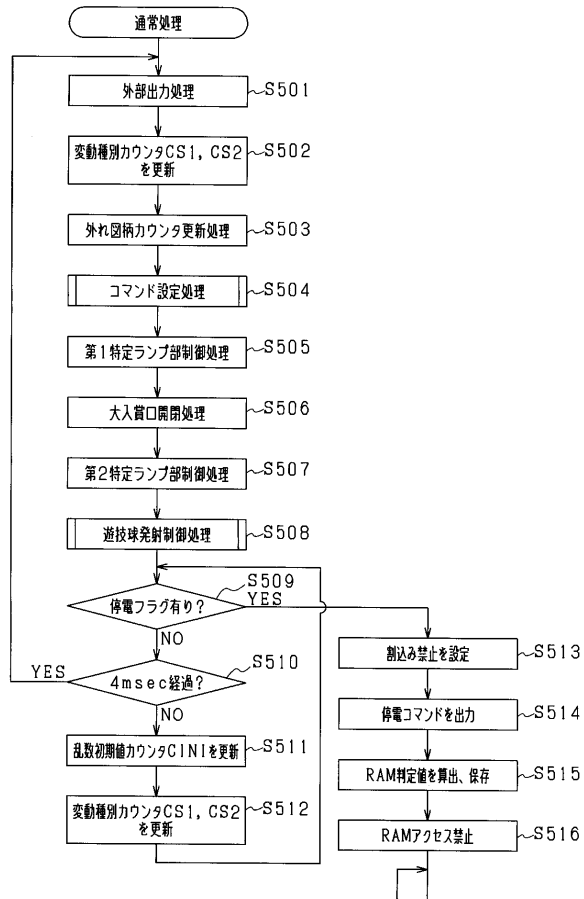 通常処理
外部出力処理
S501
変動種別カウンタCS1, CS2
を更新
S502
外れ図柄カウンタ更新処理
S503
コマンド設定処理
S504
第1特定ランプ部制御処理
S505
大入賞口開閉処理
S506
第2特定ランプ部制御処理
S507
遊技球発射制御処理
S508
停電フラグ有り?
S509
YES
NO
4msec経過?
S510
YES
NO
乱数初期値カウンタCINIを更新
S511
変動種別カウンタCS1, CS2
を更新
S512
割込み禁止を設定
S513
停電コマンドを出力
S514
RAM判定値を算出、保存
S515
RAMアクセス禁止
S516